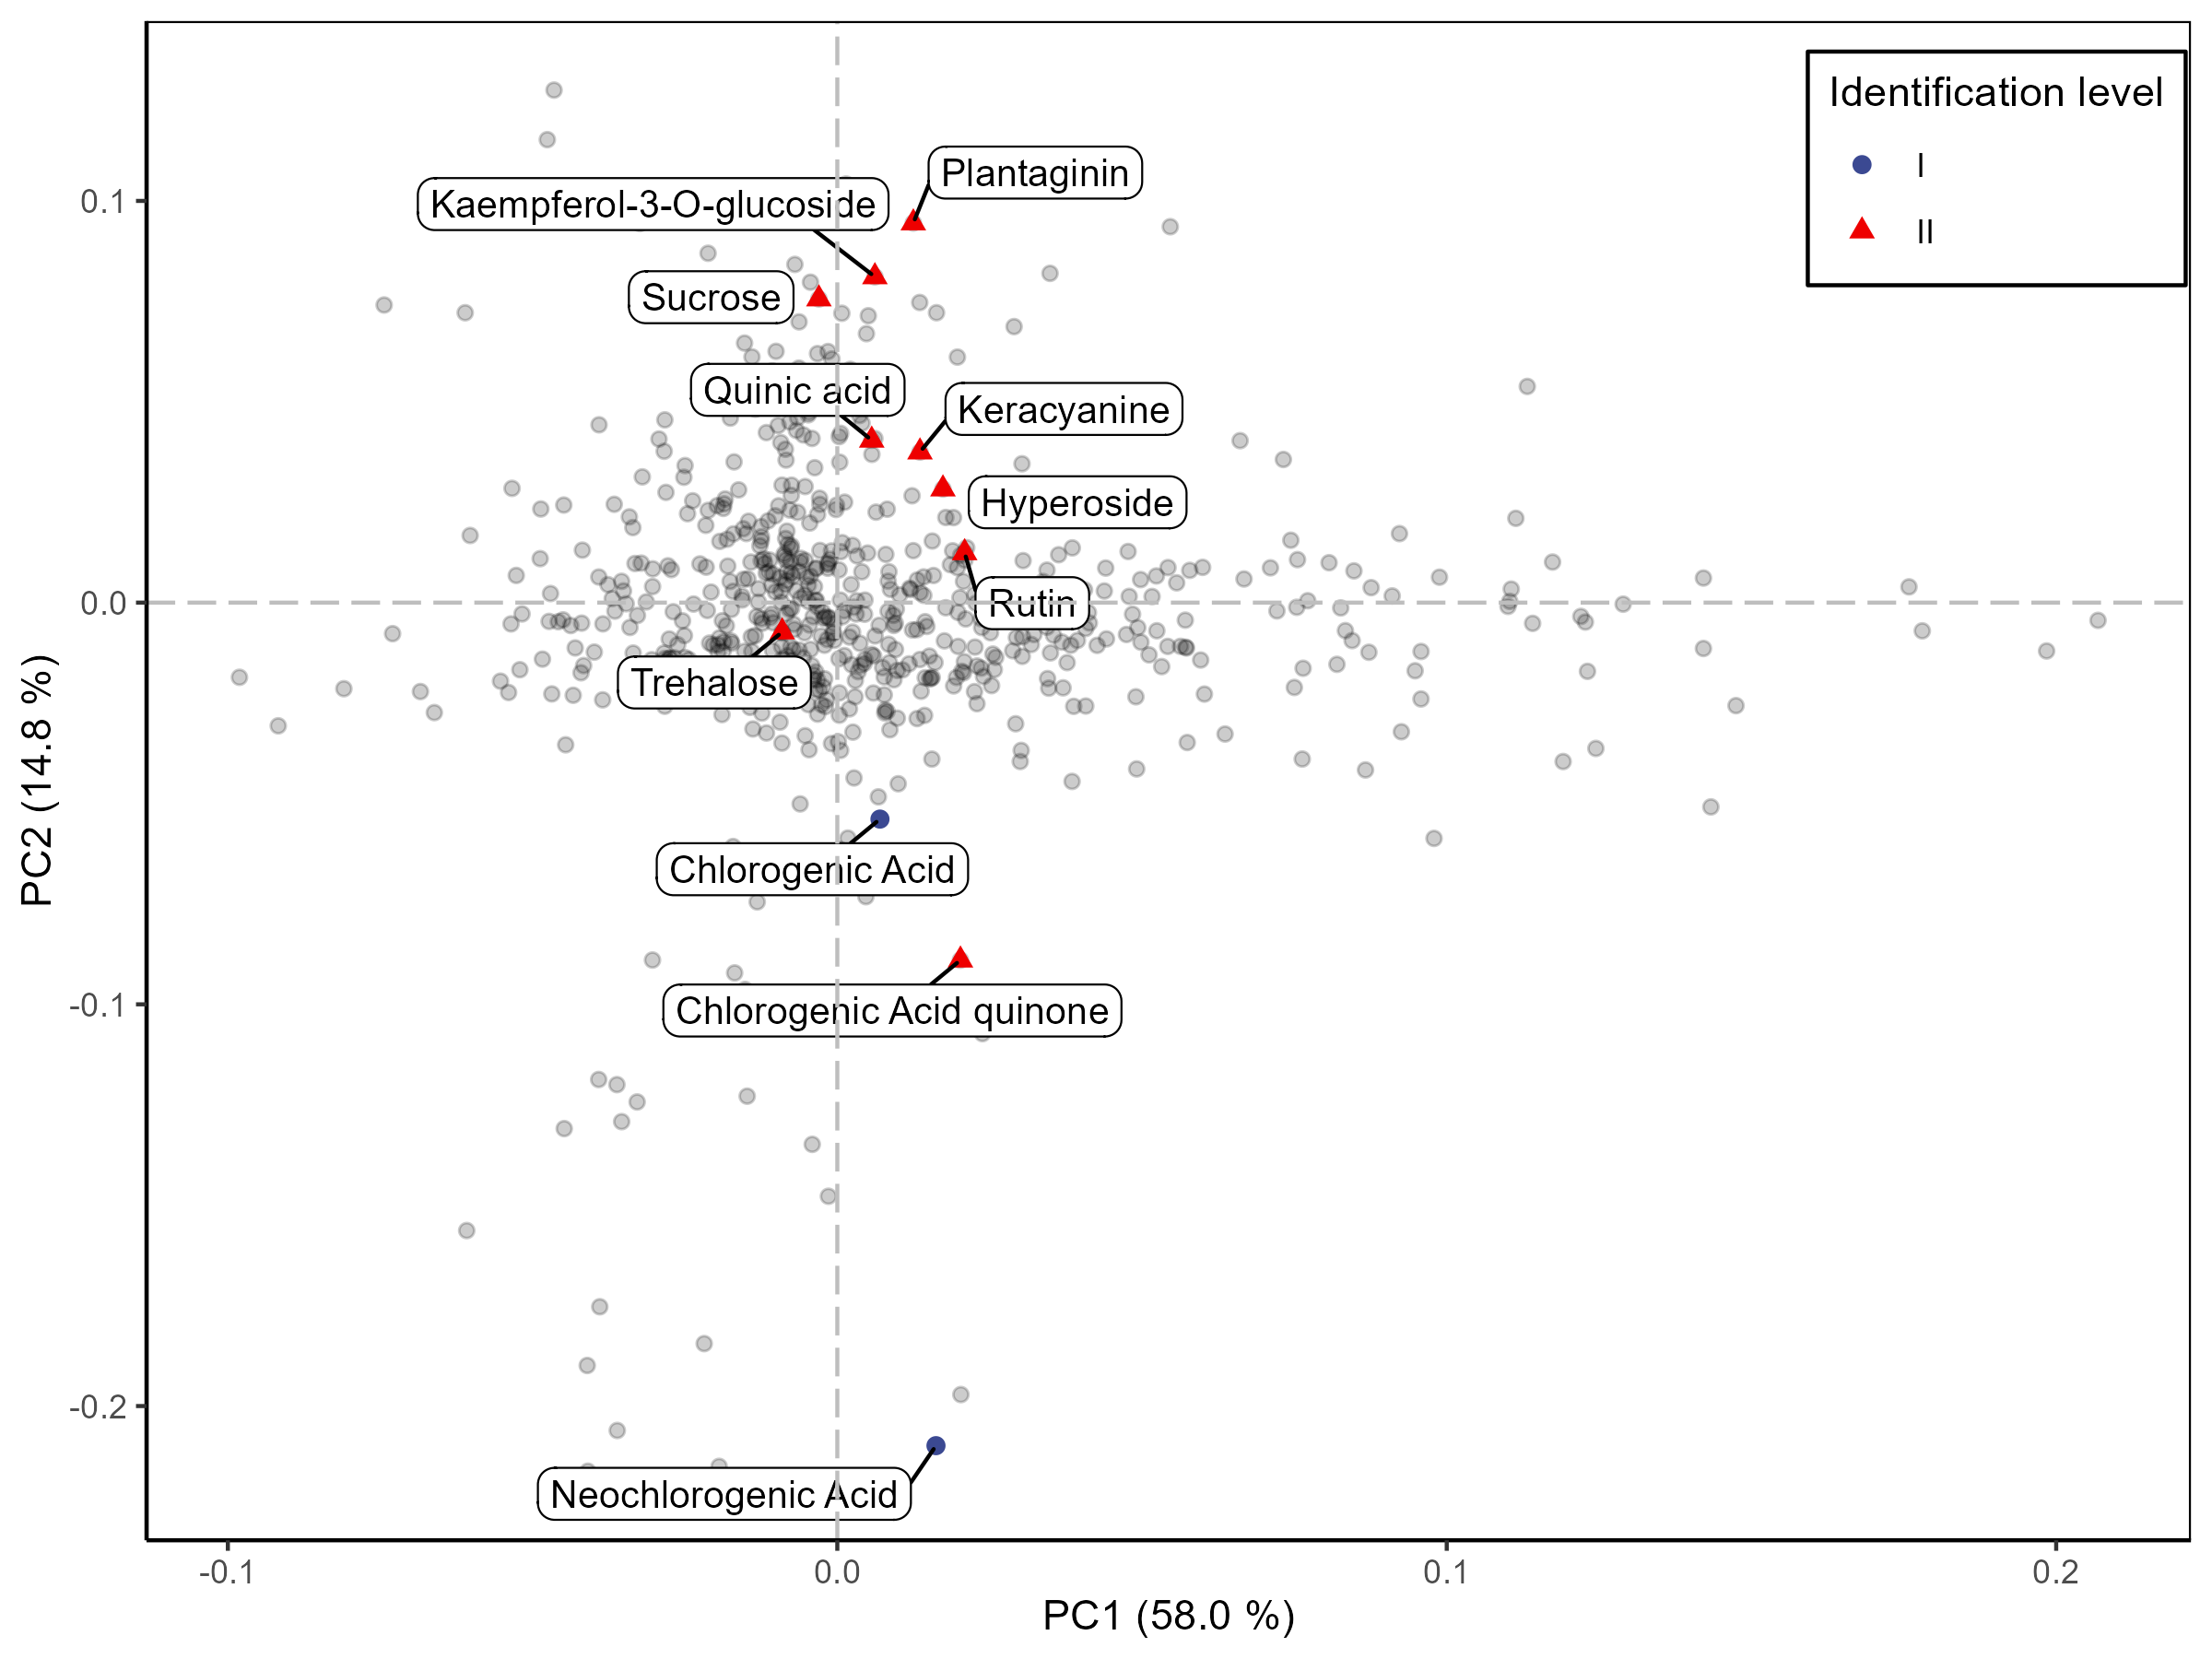 Identification level
I
II
Plantaginin
Kaempferol-3-O-glucoside
Sucrose
Quinic acid
Keracyanine
Hyperoside
Rutin
Trehalose
Chlorogenic Acid
Chlorogenic Acid quinone
Neochlorogenic Acid
0.1
0.0
-0.1
-0.2
PC2 (14.8 %)
-0.1
0.0
0.1
0.2
PC1 (58.0 %)